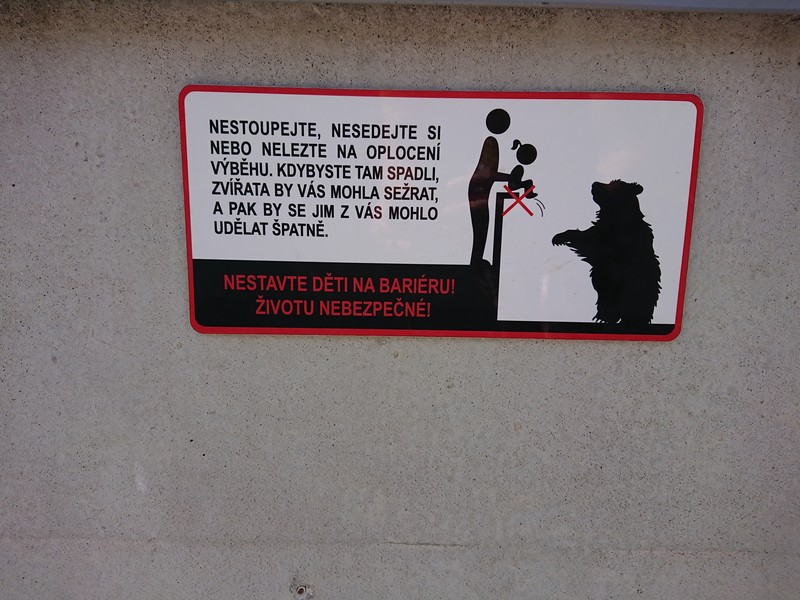 NESTOUPEJTE, NESEDEJTE SI
NEBO NELEZTE NA OPLOCENÍ
VÝBĚHU. KDYBYSTE TAM SPADLI,
ZVÍŘATA BY VÁS MOHLA SEŽRAT,
A PAK BY SE JIM Z VÁS MOHLO
UDĚLAT ŠPATNĚ.
NESTAVTE DĚTI NA BARIÉRU!
ŽIVOTU NEBEZPEČNÉ!